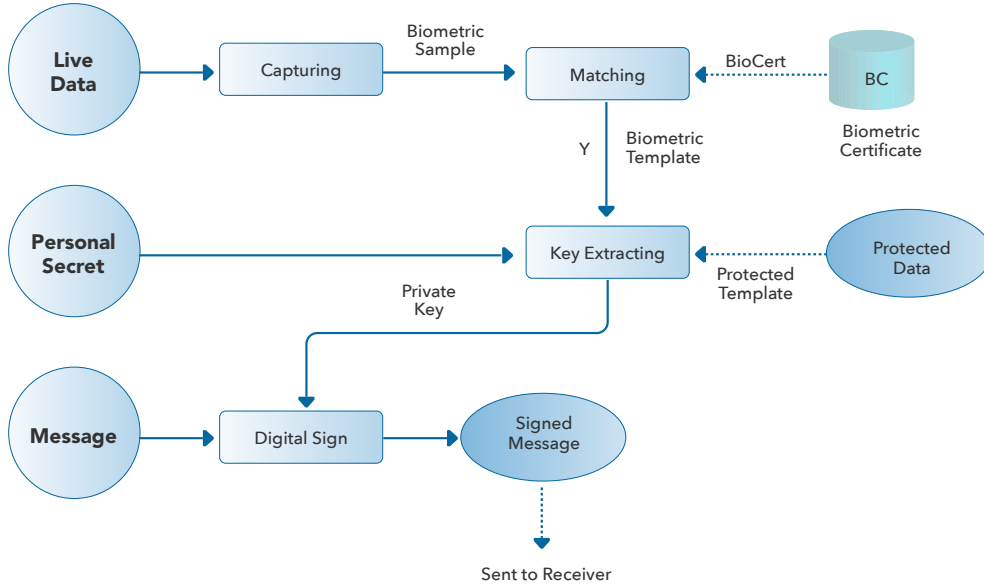 Live
Data
Capturing
Biometric
Sample
Matching
BioCert
BC
Biometric
Certificate
Y
Biometric
Template
Personal
Secret
Key Extracting
Protected
Template
Protected
Data
Private
Key
Message
Digital Sign
Signed
Message
Sent to Receiver